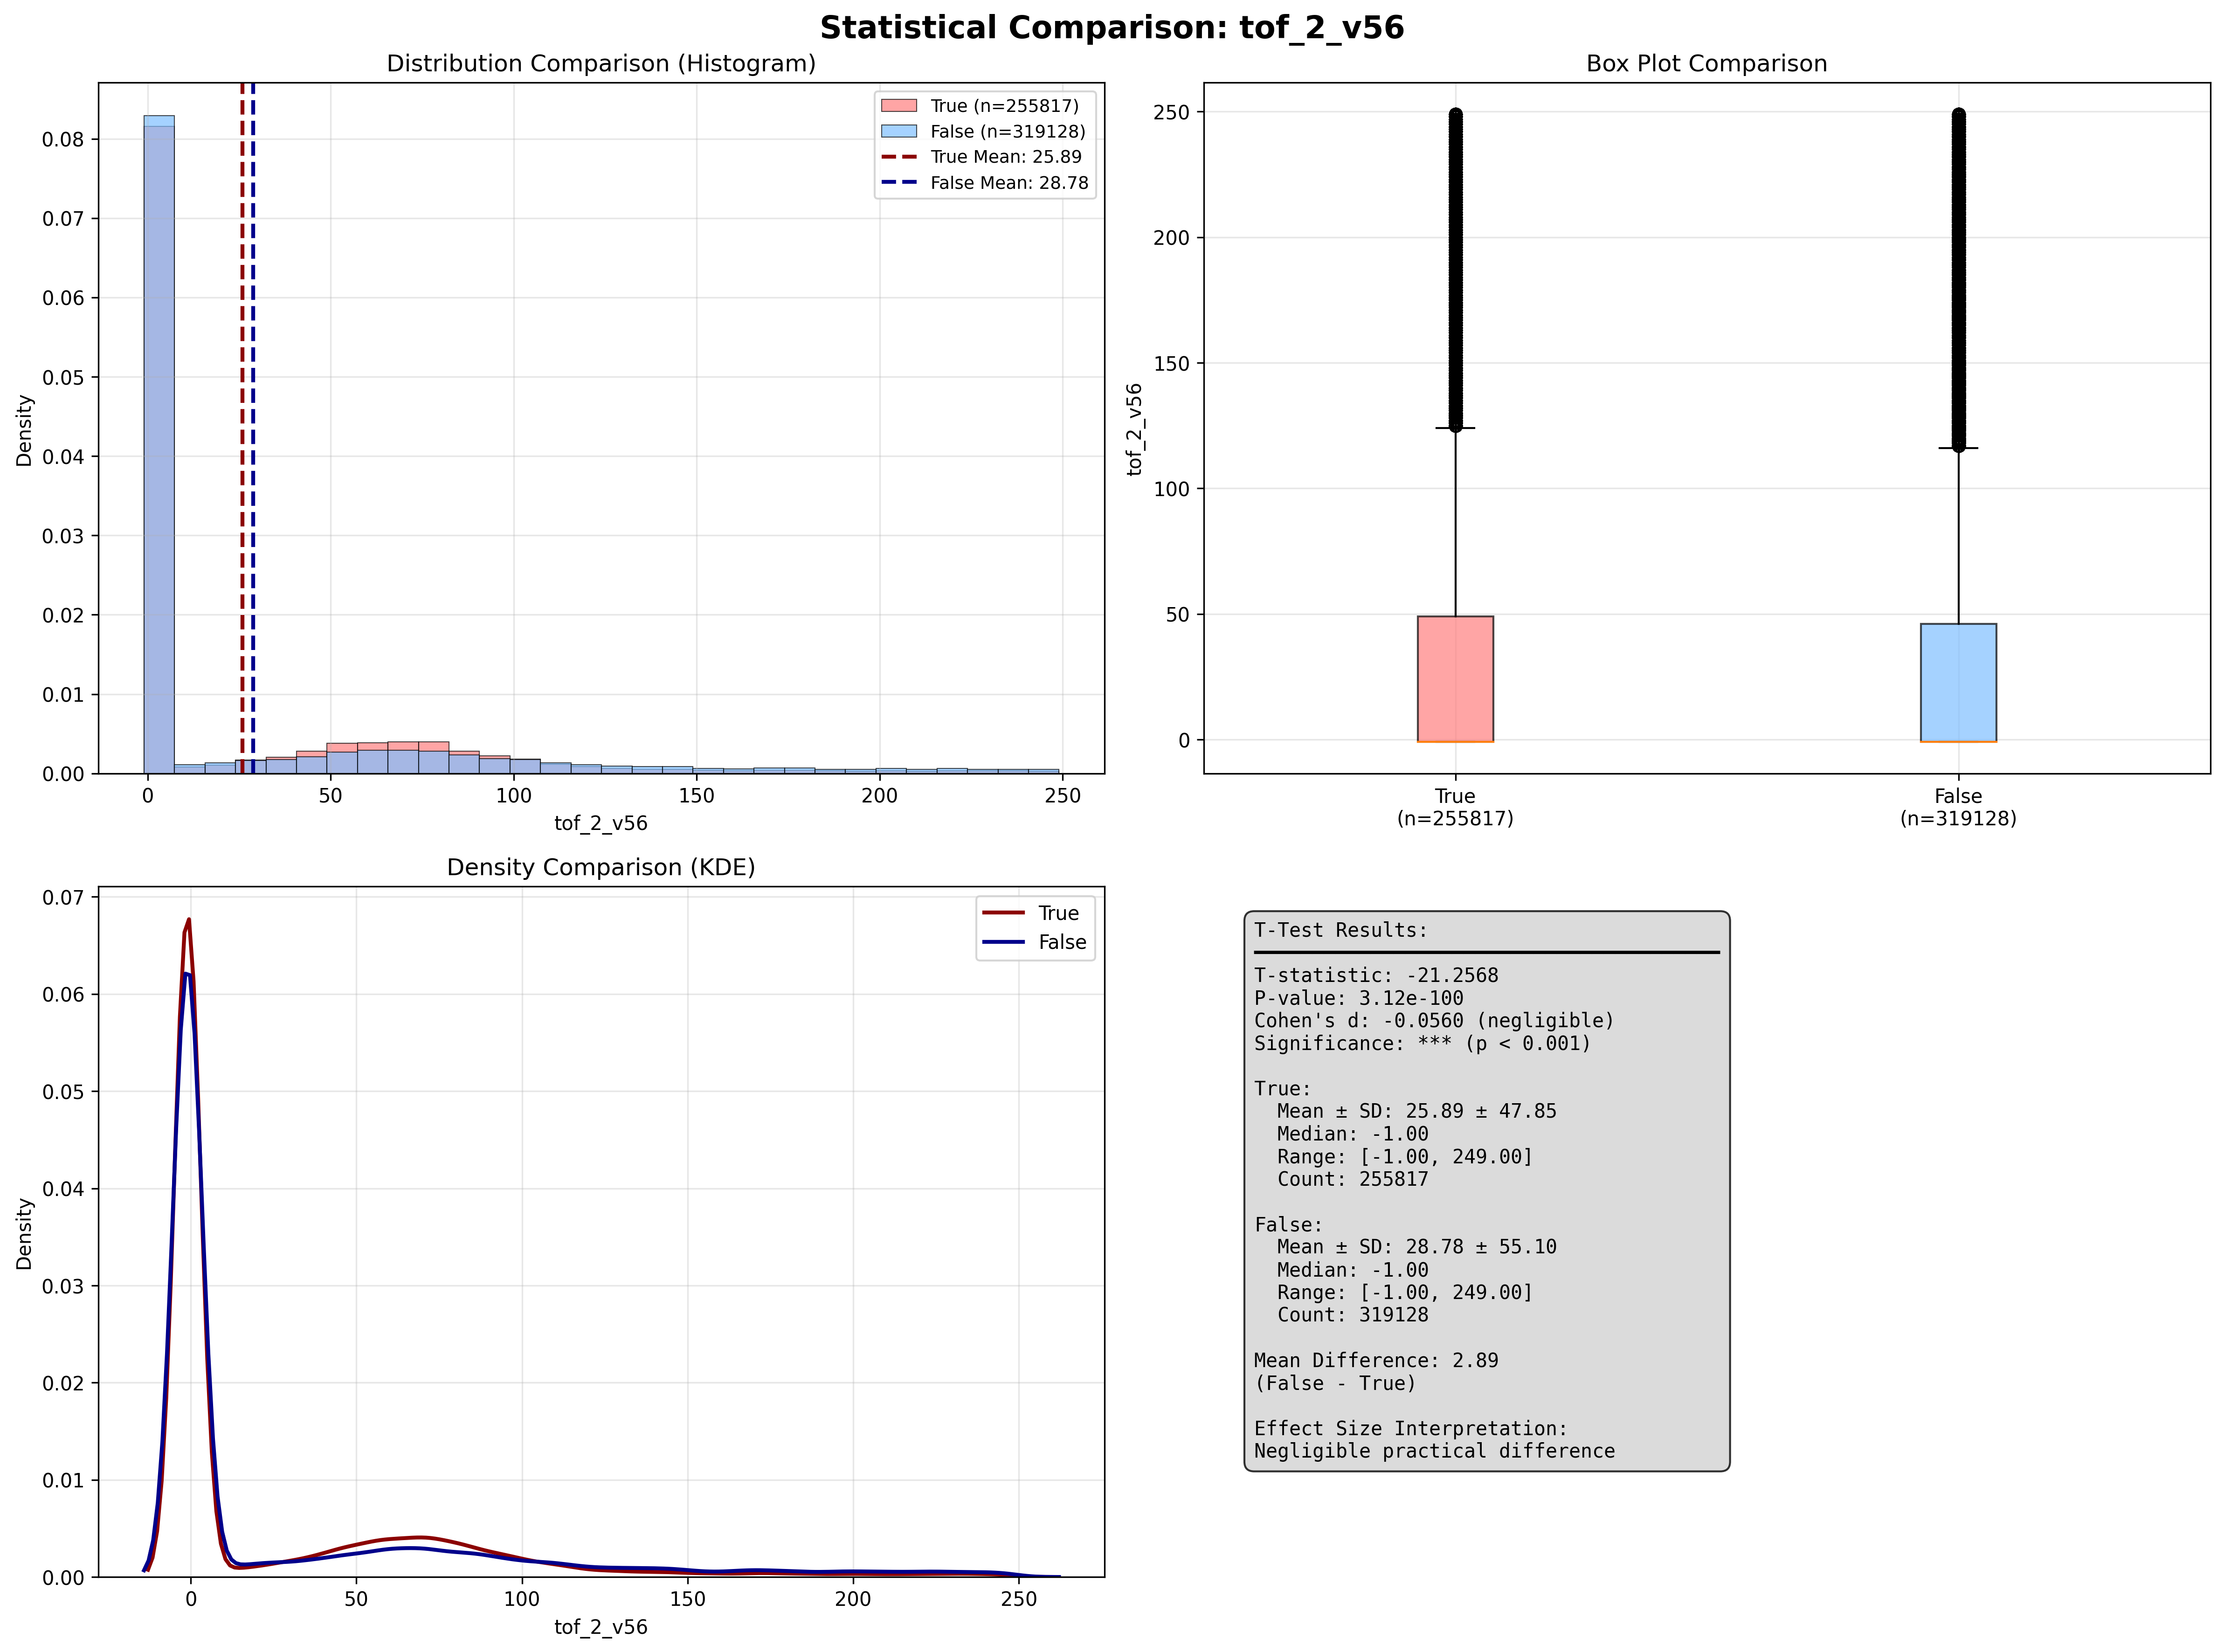 Statistical Comparison: tof_2_v56
Distribution Comparison (Histogram)
True (n=255817)
False (n=319128)
True Mean: 25.89
False Mean: 28.78
Density
0.08
0.07
0.06
0.05
0.04
0.03
0.02
0.01
0.00
0
50
100
150
200
250
tof_2_v56
Box Plot Comparison
tof_2_v56
250
200
150
100
50
0
True
(n=255817)
False
(n=319128)
Density Comparison (KDE)
True
False
Density
0.07
0.06
0.05
0.04
0.03
0.02
0.01
0.00
0
50
100
150
200
250
tof_2_v56
T-Test Results:
T-statistic: -21.2568
P-value: 3.12e-100
Cohen's d: -0.0560 (negligible)
Significance: *** (p < 0.001)
True:
Mean ± SD: 25.89 ± 47.85
Median: -1.00
Range: [-1.00, 249.00]
Count: 255817
False:
Mean ± SD: 28.78 ± 55.10
Median: -1.00
Range: [-1.00, 249.00]
Count: 319128
Mean Difference: 2.89
(False - True)
Effect Size Interpretation:
Negligible practical difference